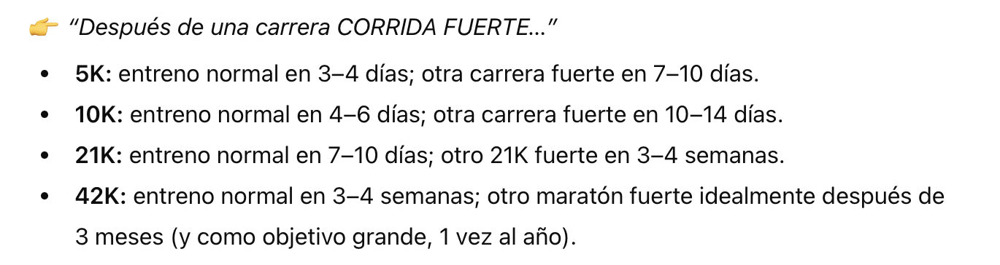 👉 “Después de una carrera CORRIDA FUERTE…”
• 5K: entreno normal en 3–4 días; otra carrera fuerte en 7–10 días.
• 10K: entreno normal en 4–6 días; otra carrera fuerte en 10–14 días.
• 21K: entreno normal en 7–10 días; otro 21K fuerte en 3–4 semanas.
• 42K: entreno normal en 3–4 semanas; otro maratón fuerte idealmente después de
3 meses (y como objetivo grande, 1 vez al año).